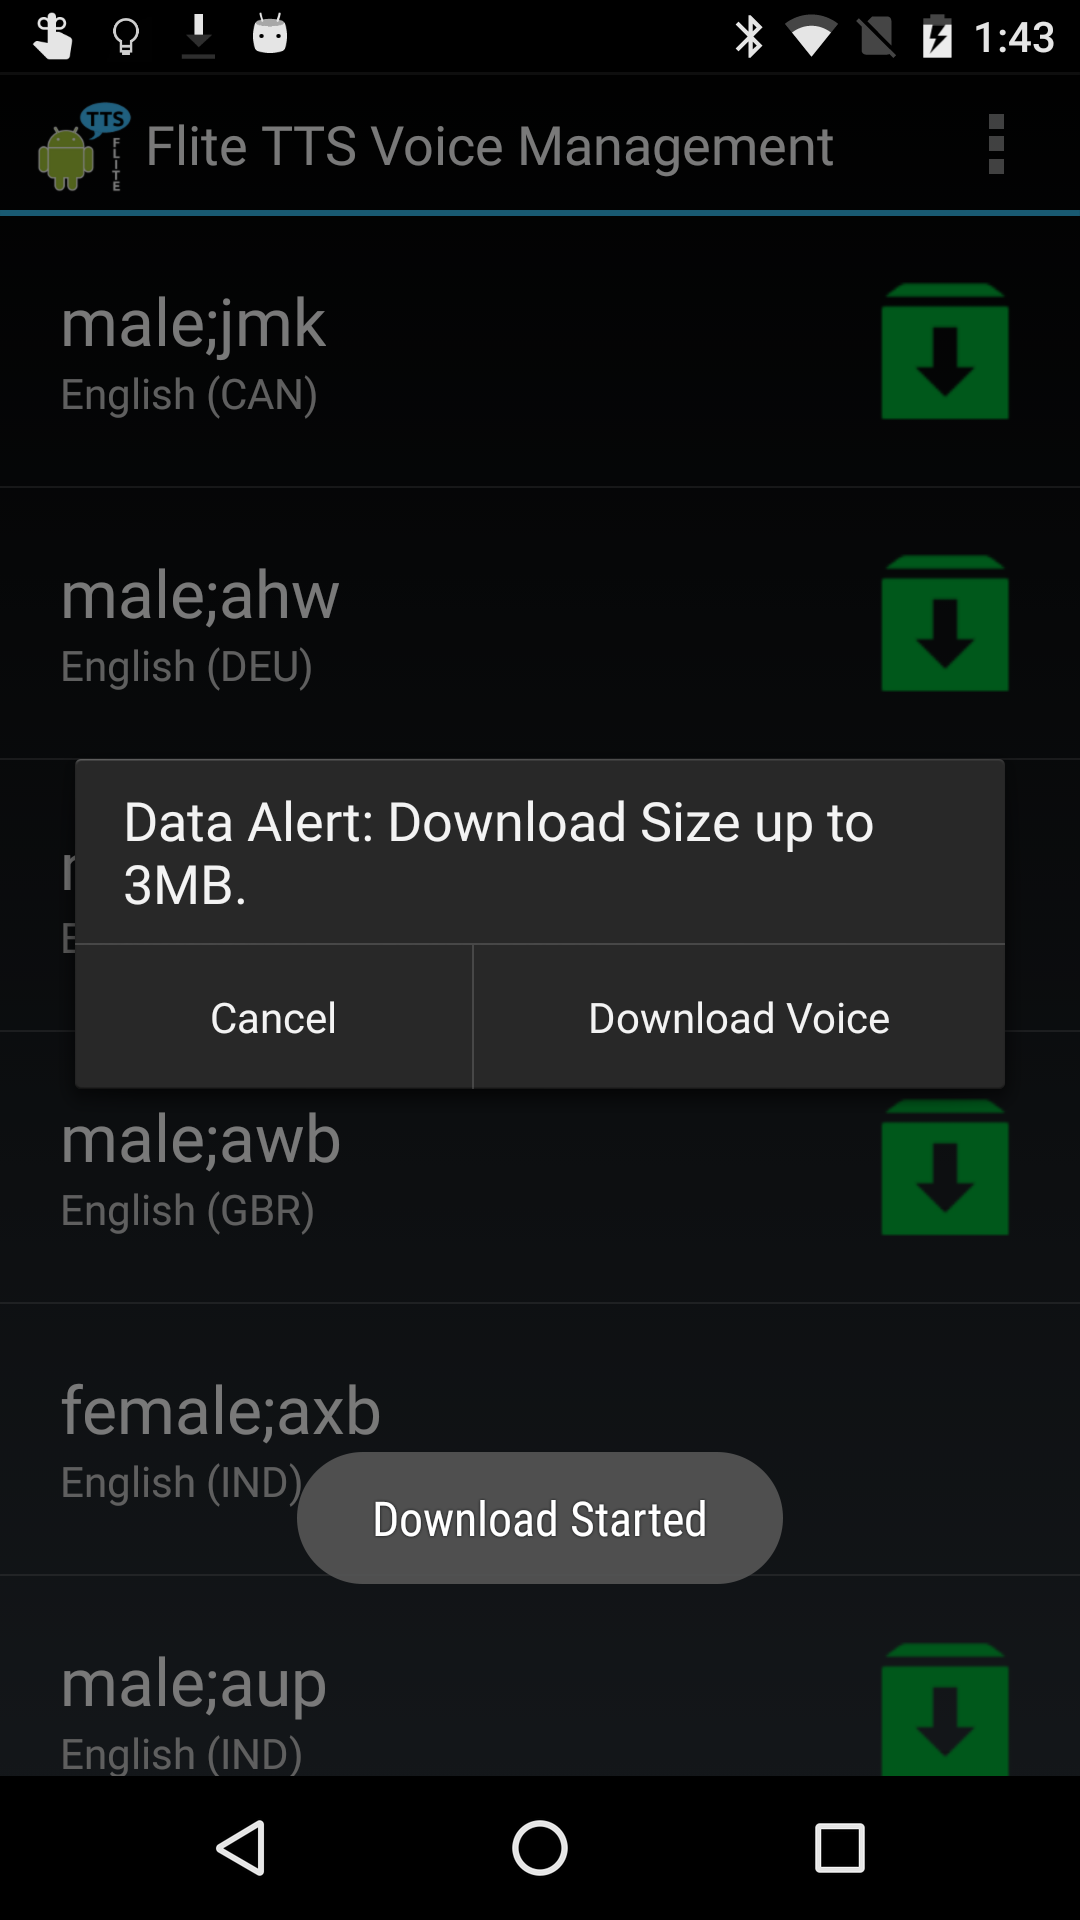 1:43
TTS
FLITE
Flite TTS Voice Management
male;jmk
English (CAN)
male;ahw
English (DEU)
Data Alert: Download Size up to
3MB.
Cancel
Download Voice
male;awb
English (GBR)
female;axb
English (IND)
Download Started
male;aup
English (IND)